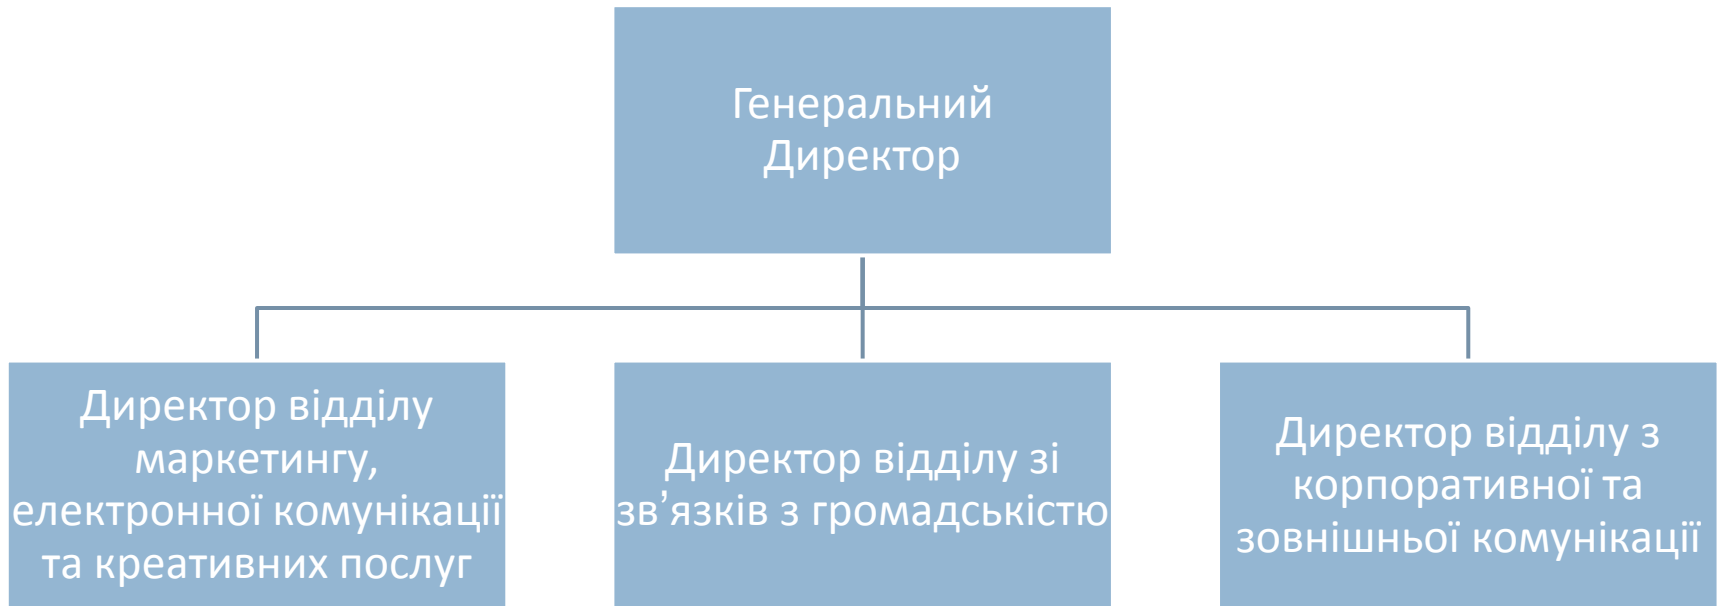 Генеральний
Директор
Директор відділу
маркетингу,
електронної комунікації
та креативних послуг
Директор відділу зі
зв’язків з громадськістю
Директор відділу з
корпоративної та
зовнішньої комунікації